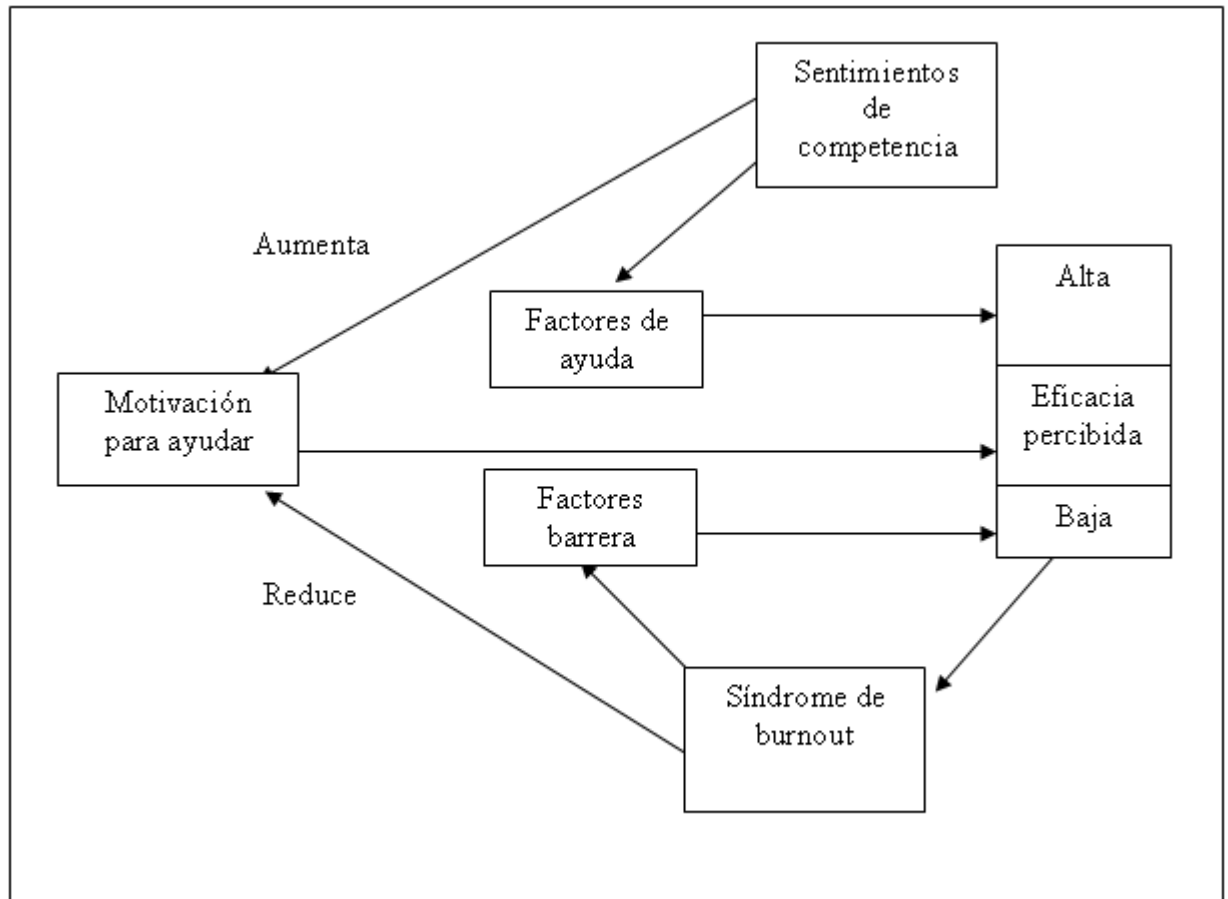 Sentimientos
de
competencia
Aumenta
Alta
Factores de
ayuda
Motivación
para ayudar
Eficacia
percibida
Factores
barrera
Baja
Reduce
Síndrome de
burnout